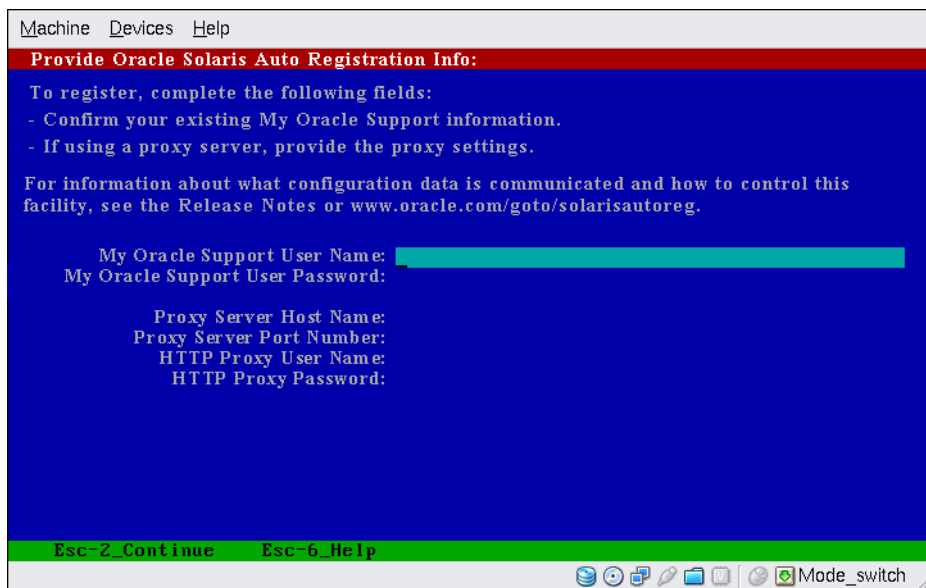 Machine Devices Help
Provide Oracle Solaris Auto Registration Info:
To register, complete the following fields:
- Confirm your existing My Oracle Support information.
- If using a proxy server, provide the proxy settings.
For information about what configuration data is communicated and how to control this
facility, see the Release Notes or www.oracle.com/goto/solarisautoreg.
My Oracle Support User Name:
My Oracle Support User Password:
Proxy Server Host Name:
Proxy Server Port Number:
HTTP Proxy User Name:
HTTP Proxy Password:
Esc-2_Continue Esc-6_Help
Mode_switch